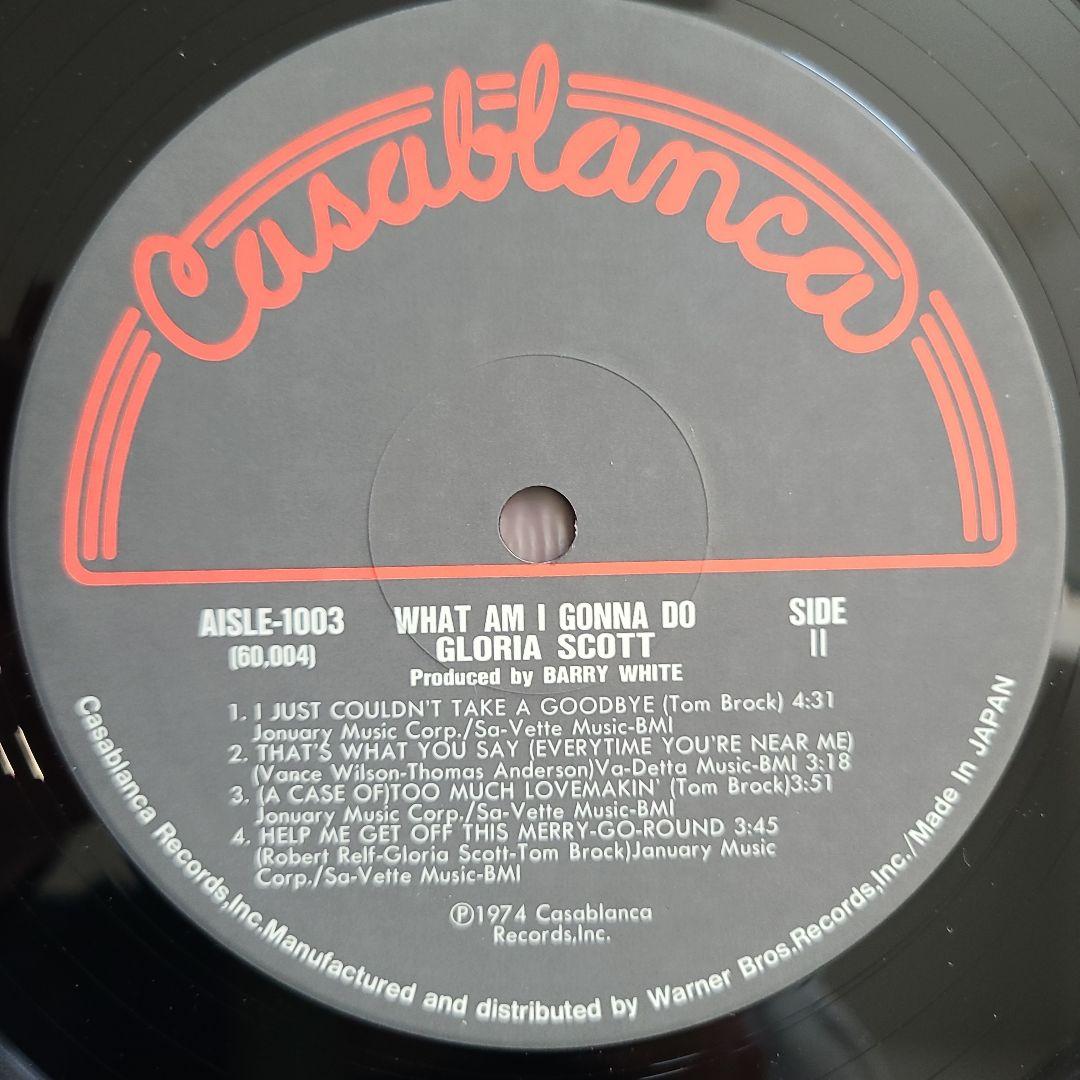 Casablanca
AISLE-1003 WHAT AM I GONNA DO SIDE
(60,004) GLORIA SCOTT II
Produced by BARRY WHITE
1. I JUST COULDN'T TAKE A GOODBYE (Tom Brock) 4:31
Jonuary Music Corp./Sa-Vette Music-BMI
2. THAT'S WHAT YOU SAY (EVERYTIME YOU'RE NEAR ME)
(Vance Wilson-Thomas Anderson)Va-Detta Music-BMI 3:18
3. (A CASE OF)TOO MUCH LOVEMAKIN' (Tom Brock)3:51
Jonuary Music Corp./Sa-Vette Music-BMI
4. HELP ME GET OFF THIS MERRY-GO-ROUND 3:45
(Robert Relf-Gloria Scott-Tom Brock)January Music
Corp./Sa-Vette Music-BMI
Ⓟ1974 Casablanca
Records,Inc.
Casablanca Records,Inc.Manufactured and distributed by Warner Bros.Records,Inc./Made In JAPAN